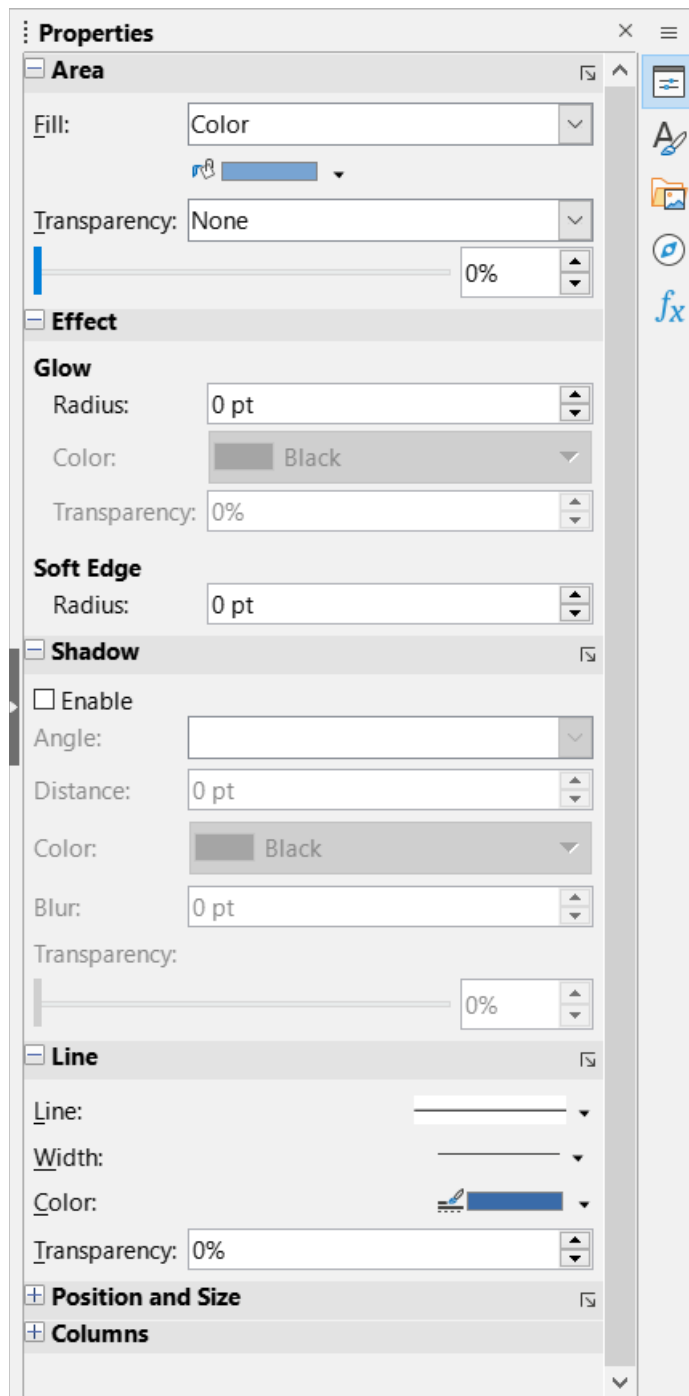 Properties
Area
Fill: Color
Transparency: None
0%
Effect
Glow
Radius: 0 pt
Color: Black
Transparency: 0%
Soft Edge
Radius: 0 pt
Shadow
Enable
Angle:
Distance: 0 pt
Color: Black
Blur: 0 pt
Transparency:
0%
Line
Line:
Width:
Color:
Transparency: 0%
Position and Size
Columns